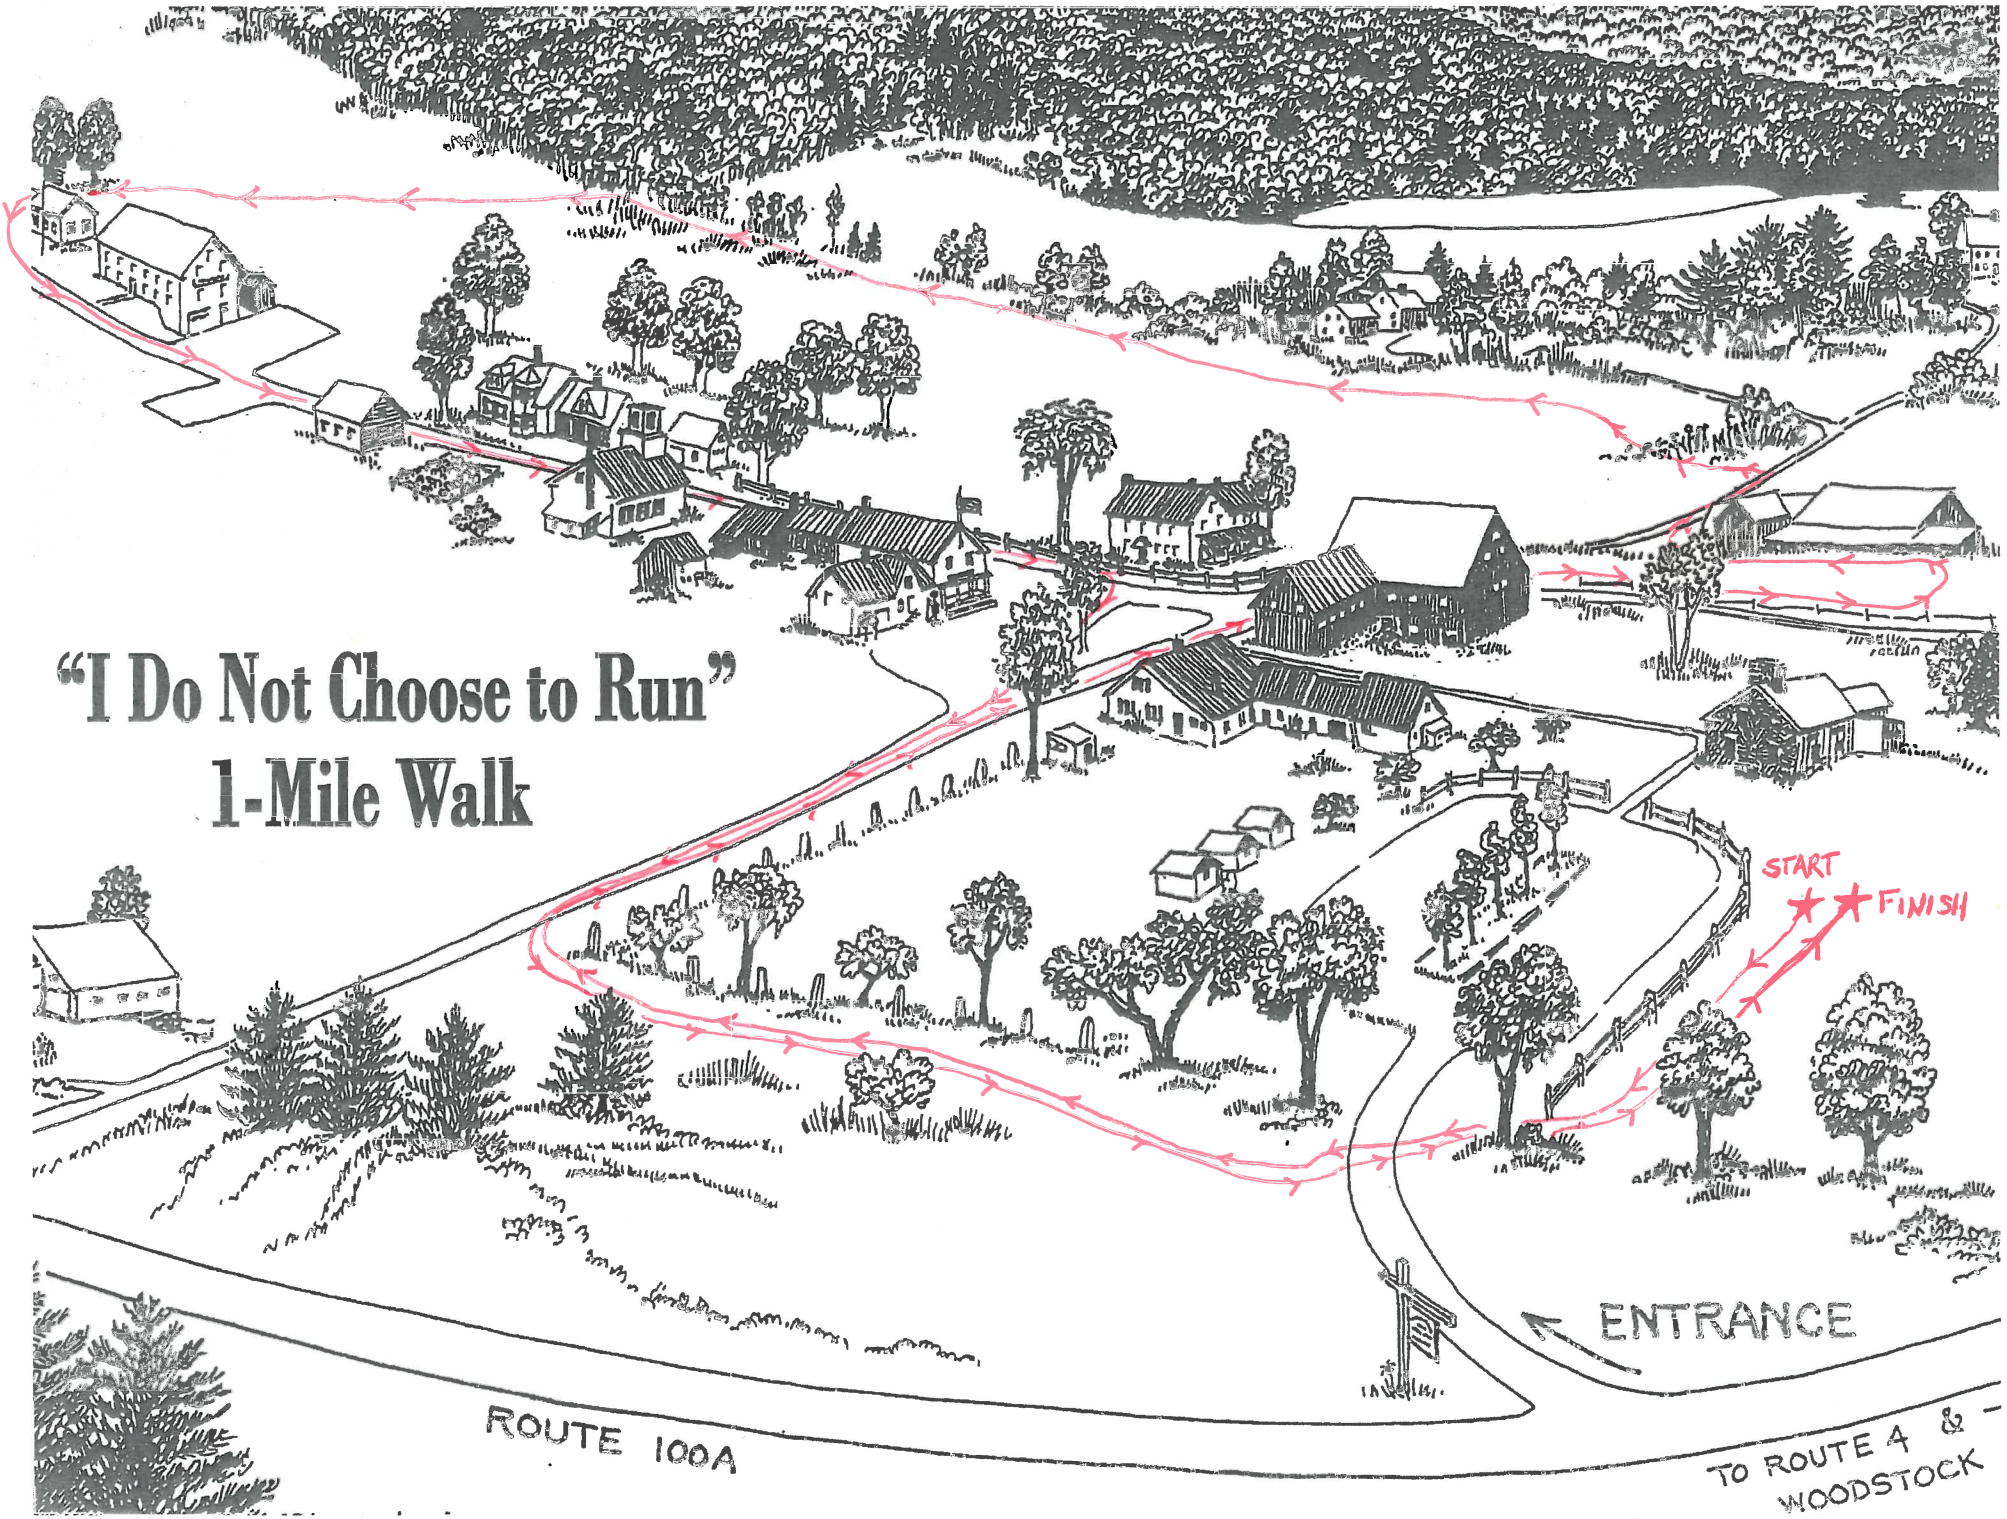 “I Do Not Choose to Run”
1-Mile Walk
START
FINISH
ENTRANCE
ROUTE 100A
TO ROUTE 4 &
WOODSTOCK